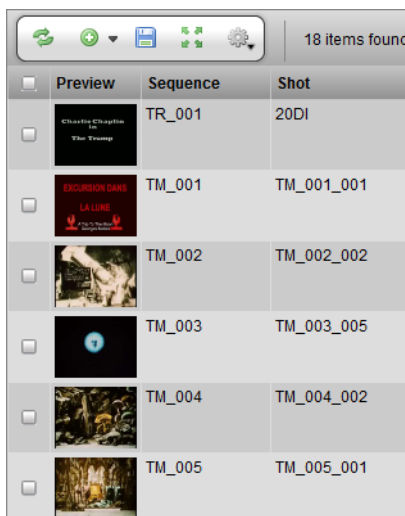 18 items found
Preview Sequence Shot
Charlie Chaplin
in
The Tramp
TR_001 20DI
EXCURSION DANS
LA LUNE
TM_001 TM_001_001
TM_002 TM_002_002
TM_003 TM_003_005
TM_004 TM_004_002
TM_005 TM_005_001